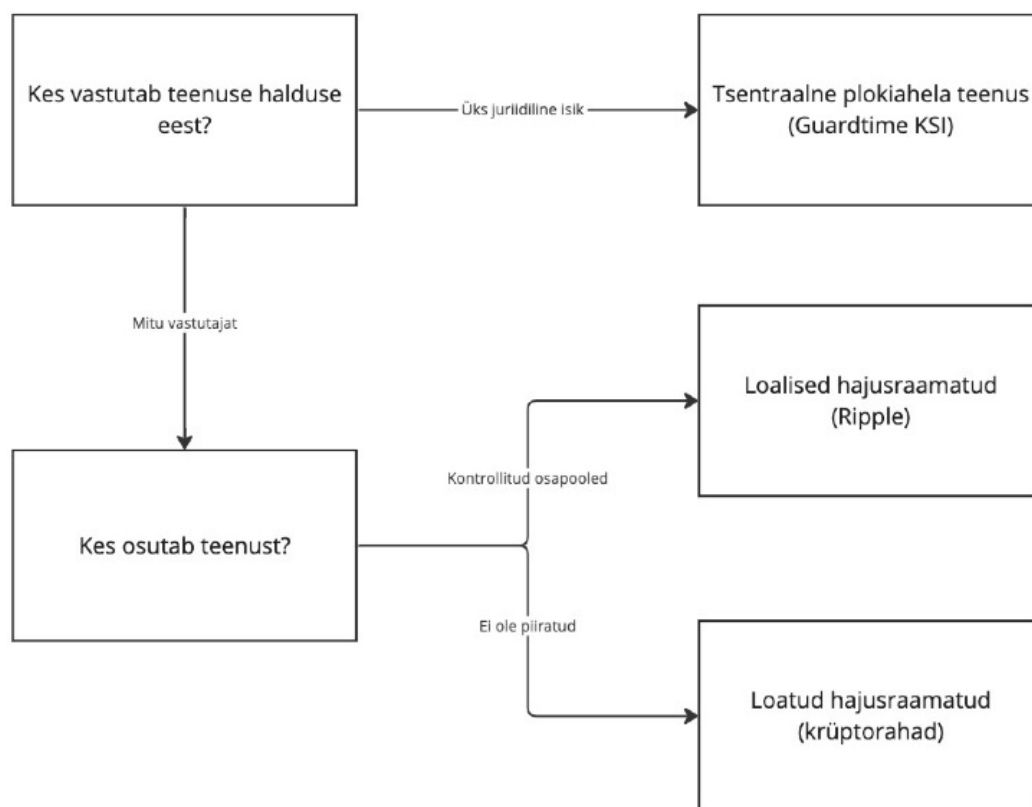 Kes vastutab teenuse halduse
eest?
Üks juriidiline isik
Tsentraalne plokiahela teenus
(Guardtime KSI)
Mitu vastutajat
Loalised hajusraamatud
(Ripple)
Kontrollitud osapooled
Kes osutab teenust?
Ei ole piiratud
Loatud hajusraamatud
(krüptorahad)